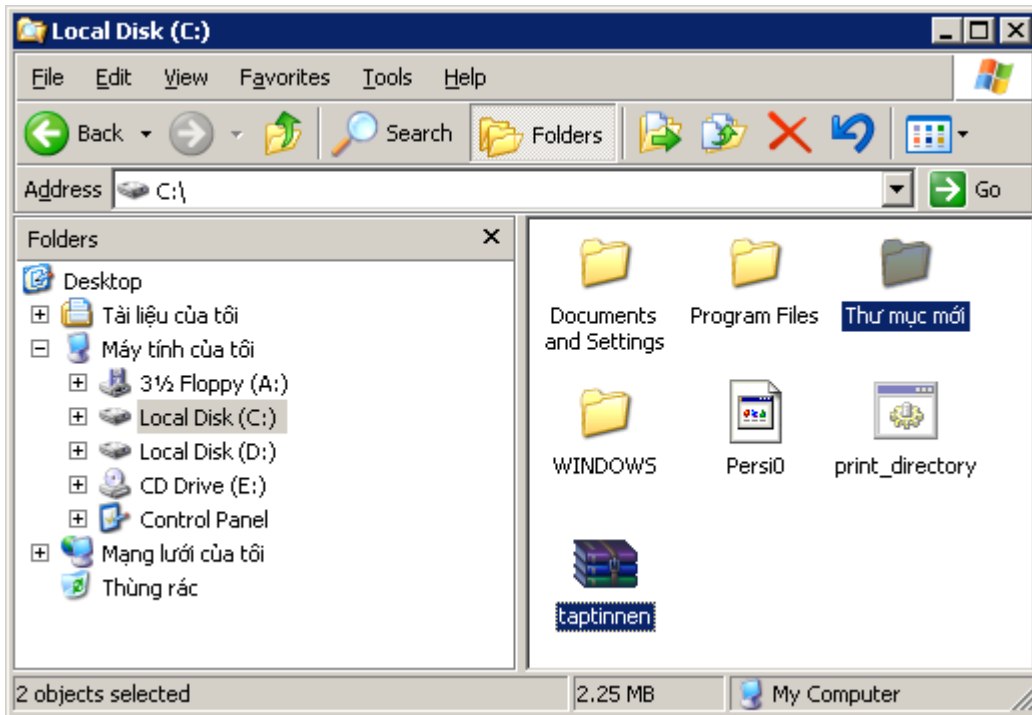 Local Disk (C:)
File Edit View Favorites Tools Help
Back Search Folders
Address C:\ Go
Folders
Desktop
Tài liệu của tôi
Máy tính của tôi
3½ Floppy (A:)
Local Disk (C:)
Local Disk (D:)
CD Drive (E:)
Control Panel
Mạng lưới của tôi
Thùng rác
Documents and Settings
Program Files
Thư mục mới
WINDOWS
Persi0
print_directory
taptinnen
2 objects selected
2.25 MB
My Computer